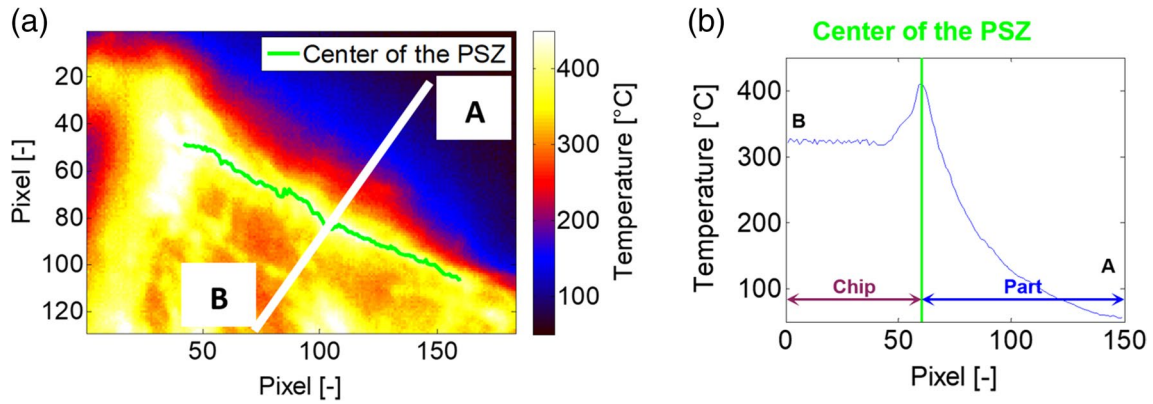 (a)
Center of the PSZ
A
B
20
40
60
80
100
120
Pixel [-]
50
100
150
Pixel [-]
400
300
200
100
Temperature [°C]
(b)
Center of the PSZ
400
300
200
100
Temperature [°C]
B
A
Chip
Part
0
50
100
150
Pixel [-]